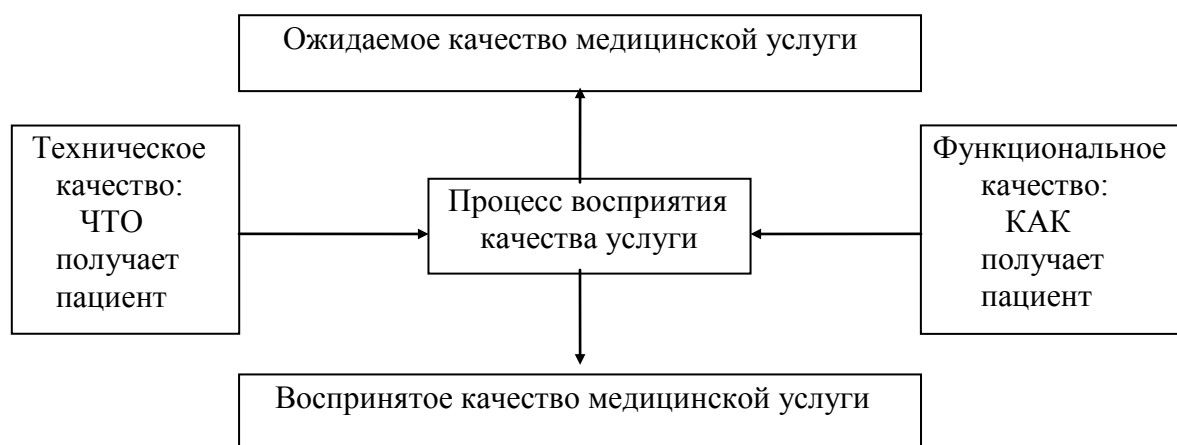 Ожидаемое качество медицинской услуги
Техническое
качество:
ЧТО
получает
пациент
Процесс восприятия
качества услуги
Функциональное
качество:
КАК
получает
пациент
Воспринятое качество медицинской услуги